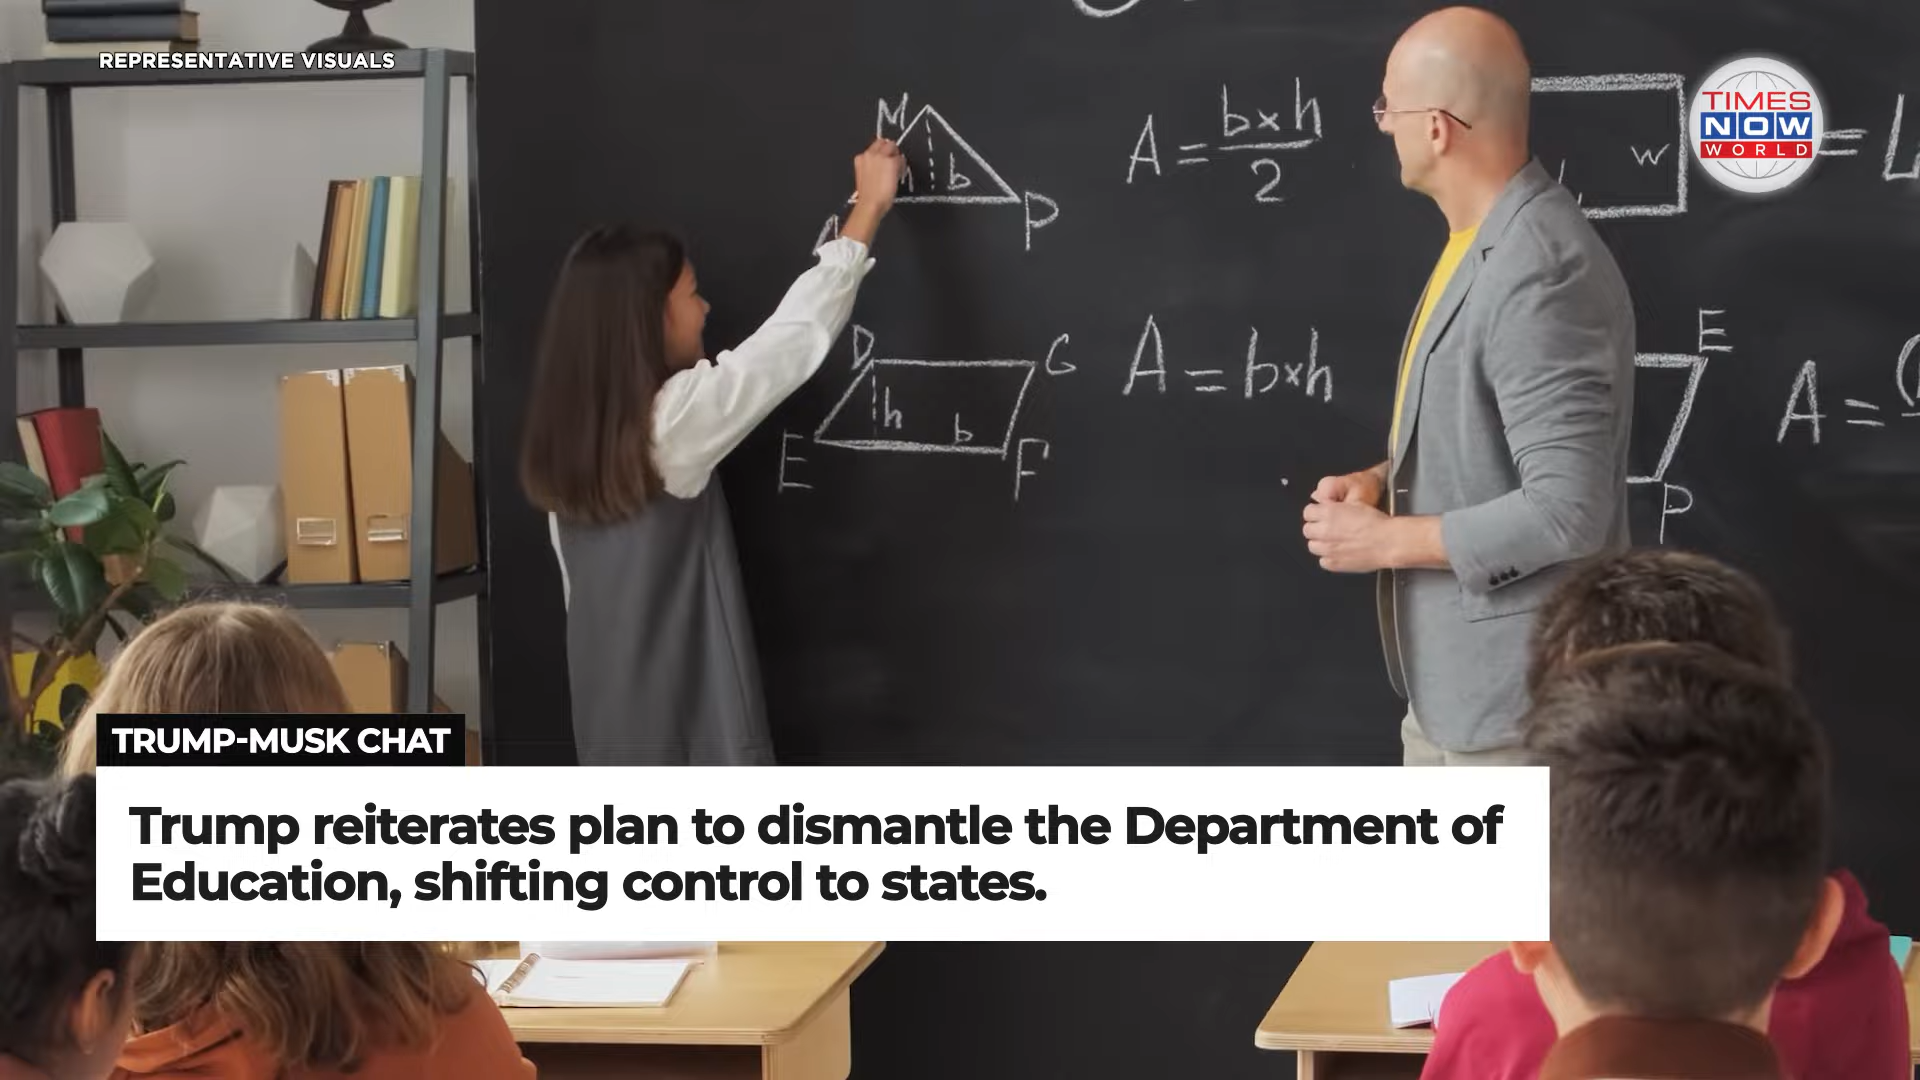 REPRESENTATIVE VISUALS
TIMES
NOW
WORLD
M
h b
P
A = b×h
2
w
= L
D
G
h
b
E
F
A = b×h
E
P
A =
TRUMP-MUSK CHAT
Trump reiterates plan to dismantle the Department of
Education, shifting control to states.